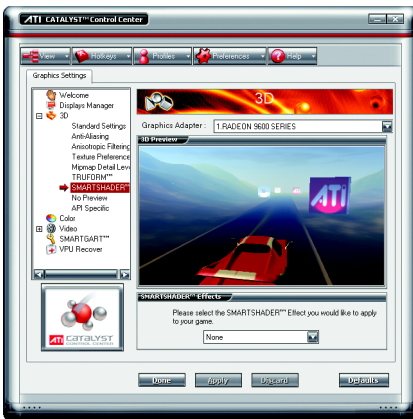 ATI CATALYST™ Control Center
View Hotkeys Profiles Preferences Help
Graphics Settings
Welcome
Displays Manager
3D
Standard Settings
Anti-Aliasing
Anisotropic Filtering
Texture Preference
Mipmap Detail Leve
TRUFORM™
SMARTSHADER™
No Preview
API Specific
Color
Video
SMARTGART™
VPU Recover
ATI CATALYST
CONTROL CENTER
3D
Graphics Adapter : 1.RADEON 9600 SERIES
3D Preview
ATI
SMARTSHADER™ Effects
Please select the SMARTSHADER™ Effect you would like to apply
to your game.
None
Done Apply Discard Defaults